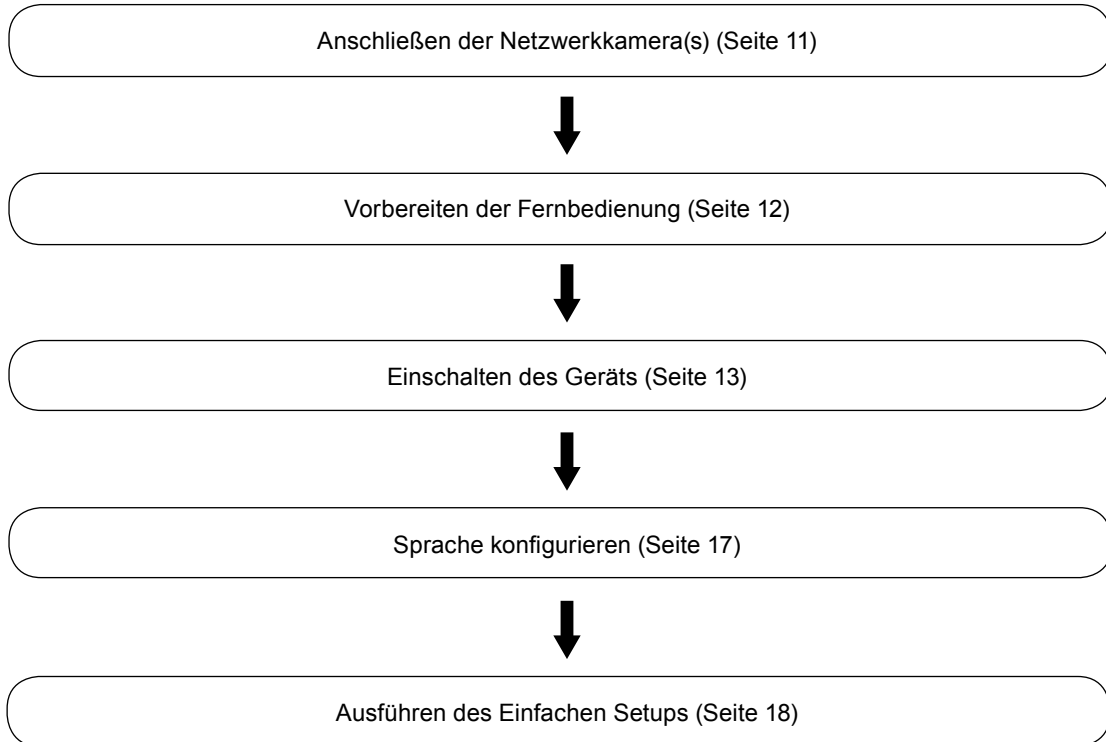 Anschließen der Netzwerkkamera(s) (Seite 11)
Vorbereiten der Fernbedienung (Seite 12)
Einschalten des Geräts (Seite 13)
Sprache konfigurieren (Seite 17)
Ausführen des Einfachen Setups (Seite 18)